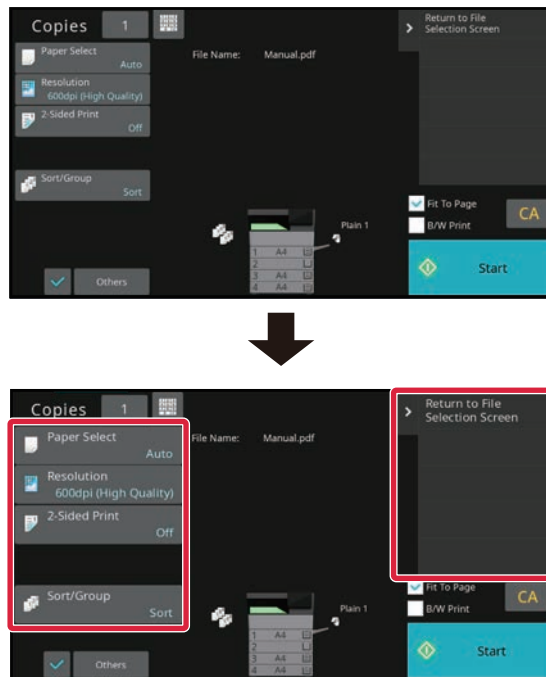 Copies 1
Return to File
Selection Screen
Paper Select
Auto
File Name: Manual.pdf
Resolution
600dpi (High Quality)
2-Sided Print
Off
Sort/Group
Sort
Fit To Page
B/W Print
CA
Plain 1
1 A4
2
3 A4
4 A4
Others
Start
Copies 1
Return to File
Selection Screen
Paper Select
Auto
File Name: Manual.pdf
Resolution
600dpi (High Quality)
2-Sided Print
Off
Sort/Group
Sort
Fit To Page
B/W Print
CA
Plain 1
1 A4
2
3 A4
4 A4
Others
Start